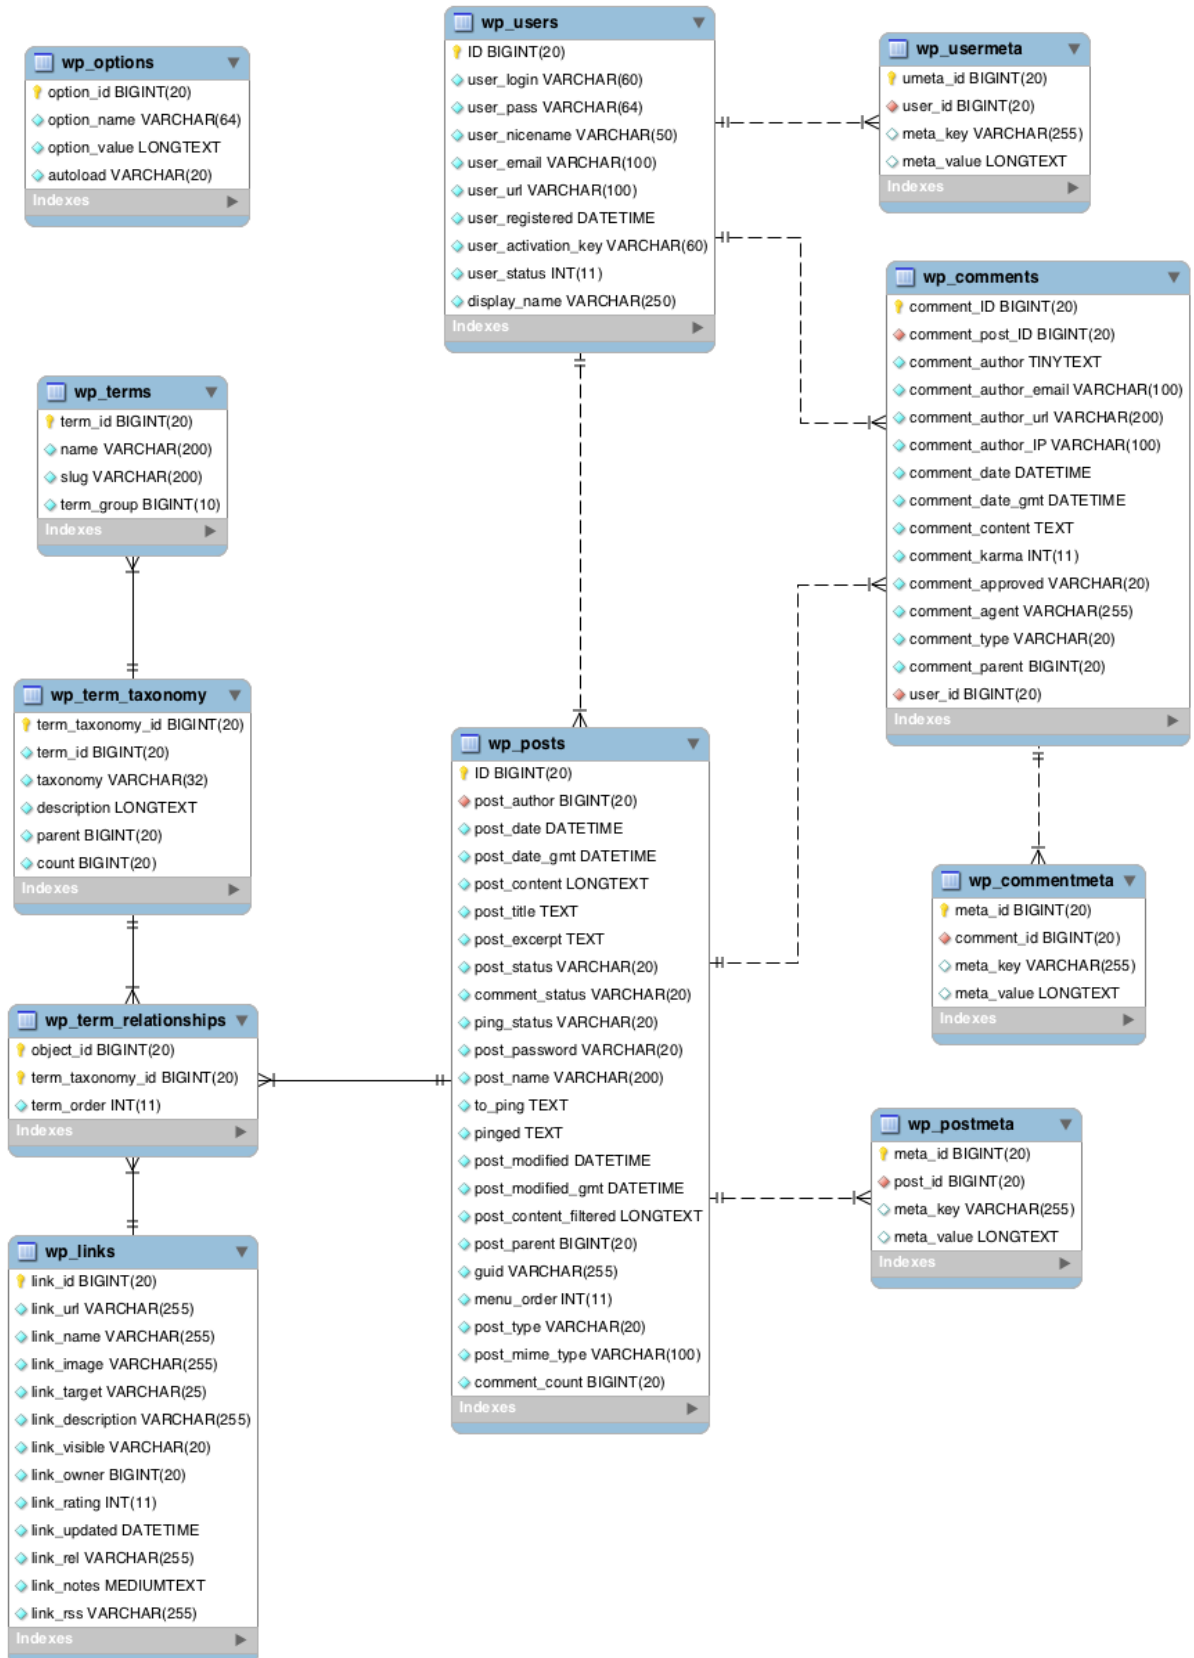 wp_options
option_id BIGINT(20)
option_name VARCHAR(64)
option_value LONGTEXT
autoload VARCHAR(20)
Indexes
wp_users
ID BIGINT(20)
user_login VARCHAR(60)
user_pass VARCHAR(64)
user_nicename VARCHAR(50)
user_email VARCHAR(100)
user_url VARCHAR(100)
user_registered DATETIME
user_activation_key VARCHAR(60)
user_status INT(11)
display_name VARCHAR(250)
Indexes
wp_usermeta
umeta_id BIGINT(20)
user_id BIGINT(20)
meta_key VARCHAR(255)
meta_value LONGTEXT
Indexes
wp_comments
comment_ID BIGINT(20)
comment_post_ID BIGINT(20)
comment_author TINYTEXT
comment_author_email VARCHAR(100)
comment_author_url VARCHAR(200)
comment_author_IP VARCHAR(100)
comment_date DATETIME
comment_date_gmt DATETIME
comment_content TEXT
comment_karma INT(11)
comment_approved VARCHAR(20)
comment_agent VARCHAR(255)
comment_type VARCHAR(20)
comment_parent BIGINT(20)
user_id BIGINT(20)
Indexes
wp_terms
term_id BIGINT(20)
name VARCHAR(200)
slug VARCHAR(200)
term_group BIGINT(10)
Indexes
wp_term_taxonomy
term_taxonomy_id BIGINT(20)
term_id BIGINT(20)
taxonomy VARCHAR(32)
description LONGTEXT
parent BIGINT(20)
count BIGINT(20)
Indexes
wp_posts
ID BIGINT(20)
post_author BIGINT(20)
post_date DATETIME
post_date_gmt DATETIME
post_content LONGTEXT
post_title TEXT
post_excerpt TEXT
post_status VARCHAR(20)
comment_status VARCHAR(20)
ping_status VARCHAR(20)
post_password VARCHAR(20)
post_name VARCHAR(200)
to_ping TEXT
pinged TEXT
post_modified DATETIME
post_modified_gmt DATETIME
post_content_filtered LONGTEXT
post_parent BIGINT(20)
guid VARCHAR(255)
menu_order INT(11)
post_type VARCHAR(20)
post_mime_type VARCHAR(100)
comment_count BIGINT(20)
Indexes
wp_commentmeta
meta_id BIGINT(20)
comment_id BIGINT(20)
meta_key VARCHAR(255)
meta_value LONGTEXT
Indexes
wp_term_relationships
object_id BIGINT(20)
term_taxonomy_id BIGINT(20)
term_order INT(11)
Indexes
wp_postmeta
meta_id BIGINT(20)
post_id BIGINT(20)
meta_key VARCHAR(255)
meta_value LONGTEXT
Indexes
wp_links
link_id BIGINT(20)
link_url VARCHAR(255)
link_name VARCHAR(255)
link_image VARCHAR(255)
link_target VARCHAR(25)
link_description VARCHAR(255)
link_visible VARCHAR(20)
link_owner BIGINT(20)
link_rating INT(11)
link_updated DATETIME
link_rel VARCHAR(255)
link_notes MEDIUMTEXT
link_rss VARCHAR(255)
Indexes